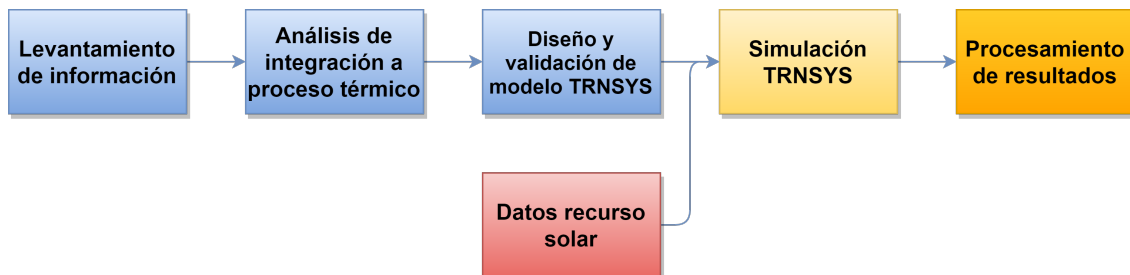 Levantamiento
de información
Análisis de
integración a
proceso térmico
Diseño y
validación de
modelo TRNSYS
Simulación
TRNSYS
Procesamiento
de resultados
Datos recurso
solar